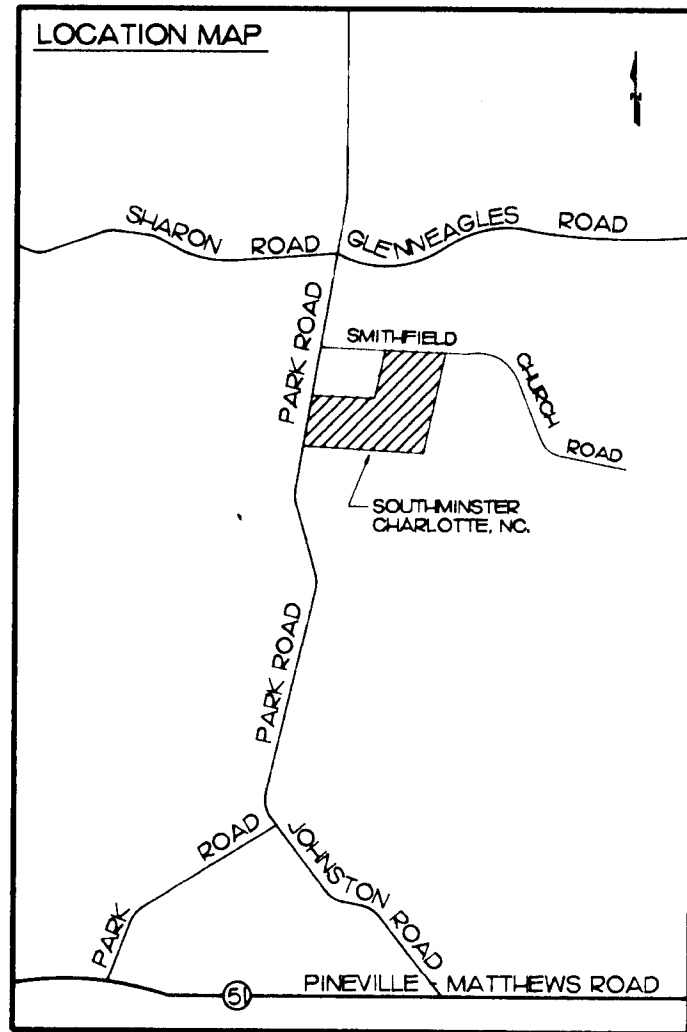 LOCATION MAP
N
SHARON ROAD
GLENNEAGLES ROAD
PARK ROAD
SMITHFIELD CHURCH ROAD
SOUTHMINSTER
CHARLOTTE, NC.
PARK ROAD
PARK ROAD
JOHNSTON ROAD
51
PINEVILLE - MATTHEWS ROAD